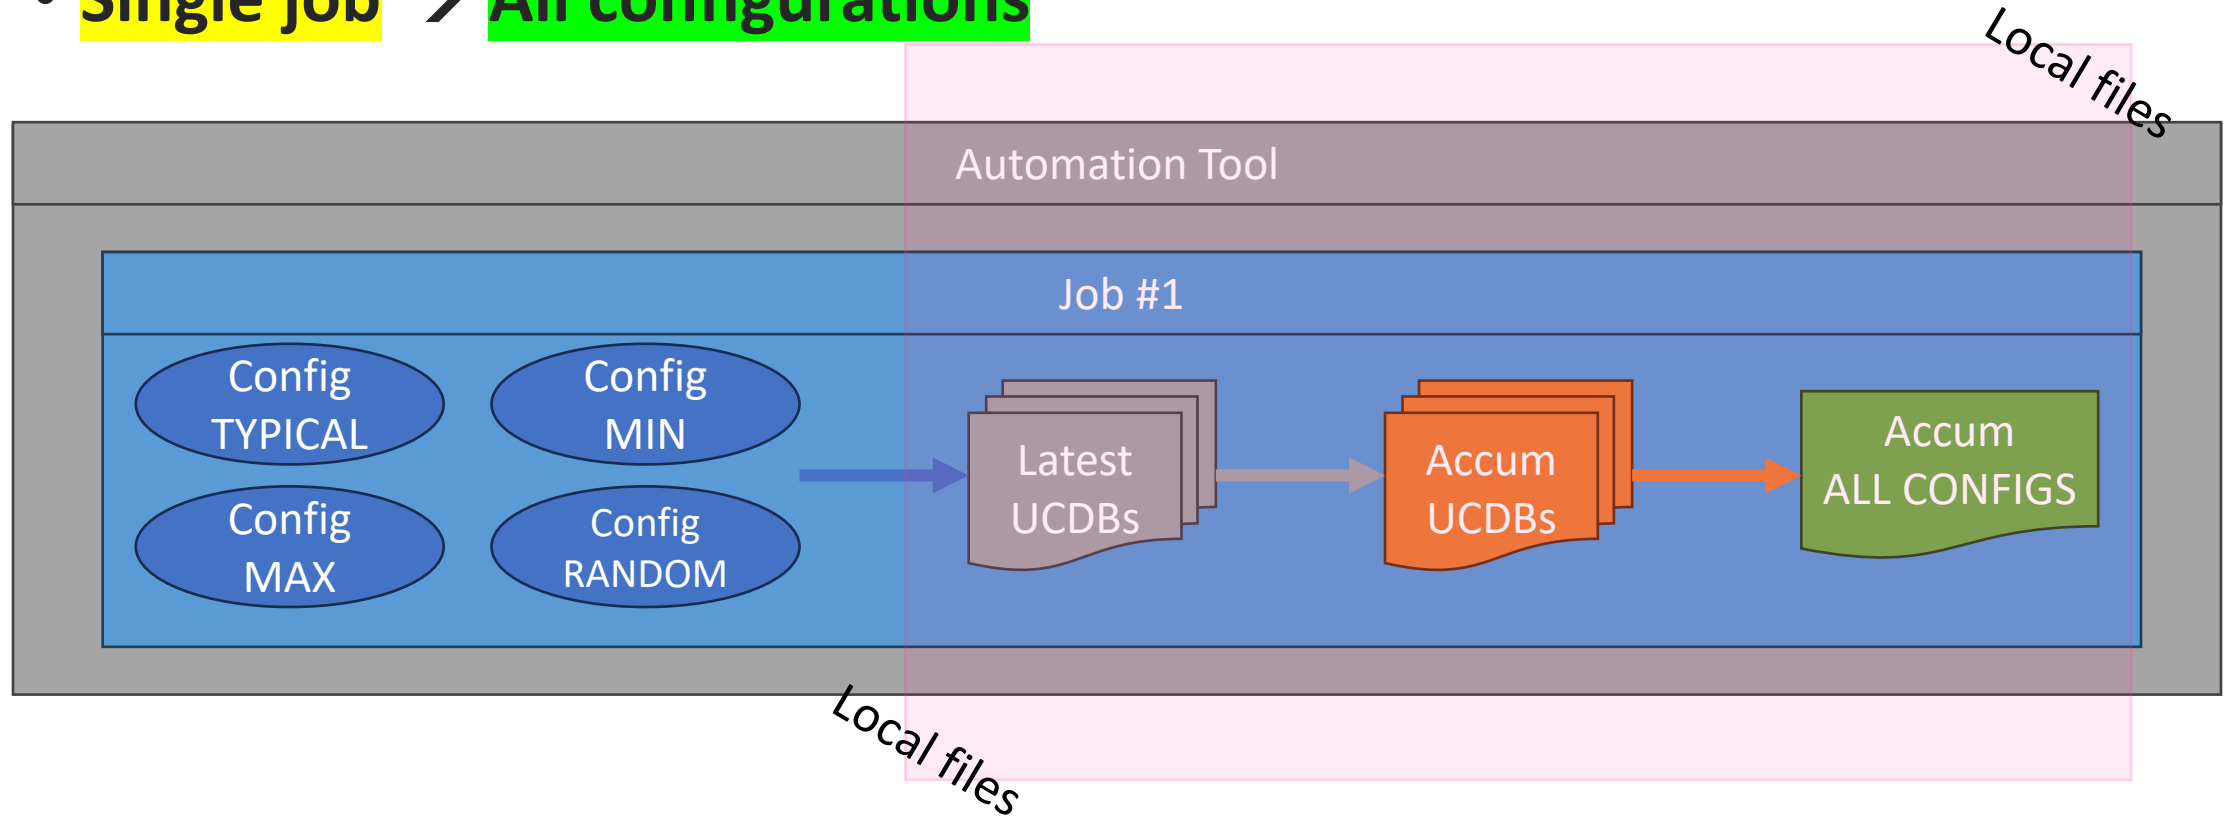 • Single job → All configurations
Local files
Automation Tool
Job #1
Config
TYPICAL
Config
MIN
Config
MAX
Config
RANDOM
Latest
UCDBs
Accum
UCDBs
Accum
ALL CONFIGS
Local files